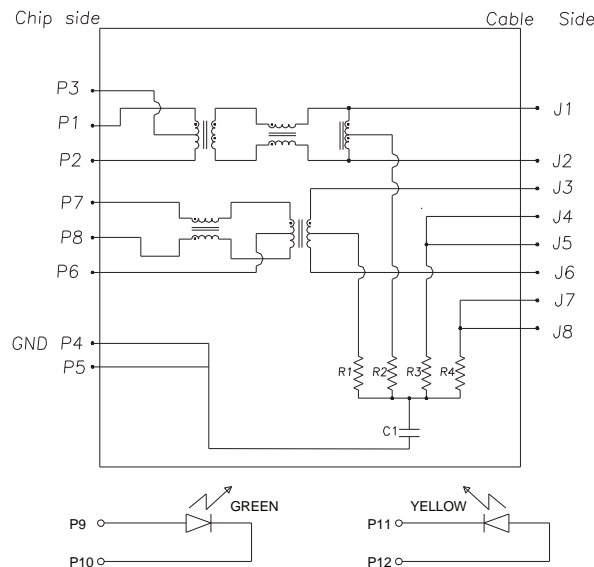 Chip side
Cable Side
P3
P1
P2
P7
P8
P6
GND P4
P5
J1
J2
J3
J4
J5
J6
J7
J8
R1 R2 R3 R4
C1
GREEN
P9
P10
YELLOW
P11
P12